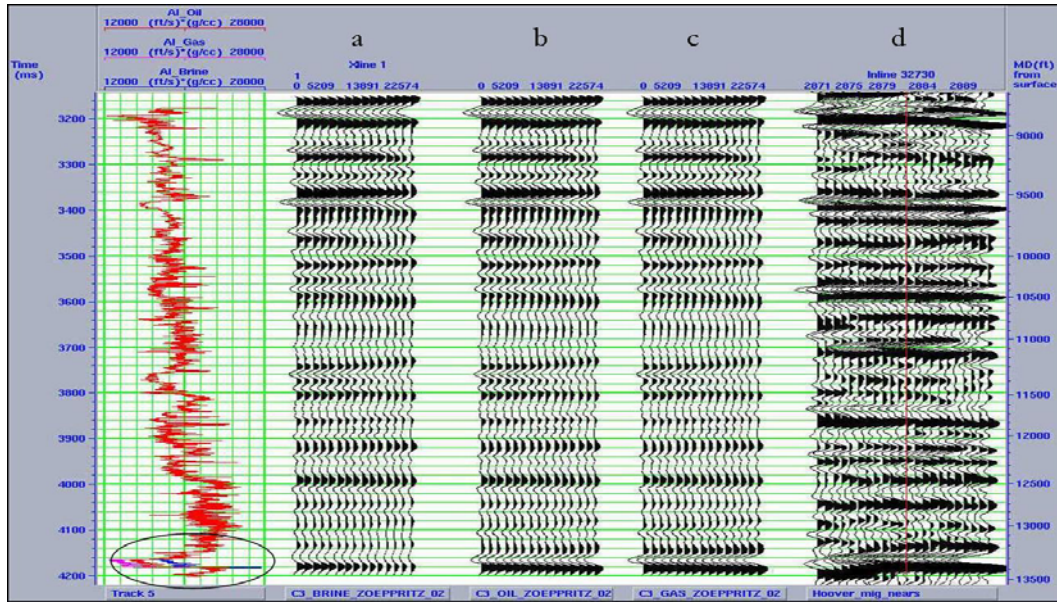 AI_Oil
12000 (ft/s)*(g/cc) 28000
AI_Gas
12000 (ft/s)*(g/cc) 28000
AI_Brine
12000 (ft/s)*(g/cc) 28000
Time
(ms)
a
b
c
d
Xline 1
1
0 5209 13891 22574
0 5209 13891 22574
0 5209 13891 22574
Inline 32730
2871 2875 2879 2884 2889
MD(ft)
from
surface
3200
3300
3400
3500
3600
3700
3800
3900
4000
4100
4200
9000
9500
10000
10500
11000
11500
12000
12500
13000
13500
Track 5
C3_BRINE_ZOEPPRITZ_02
C3_OIL_ZOEPPRITZ_02
C3_GAS_ZOEPPRITZ_02
Hoover_mig_nears